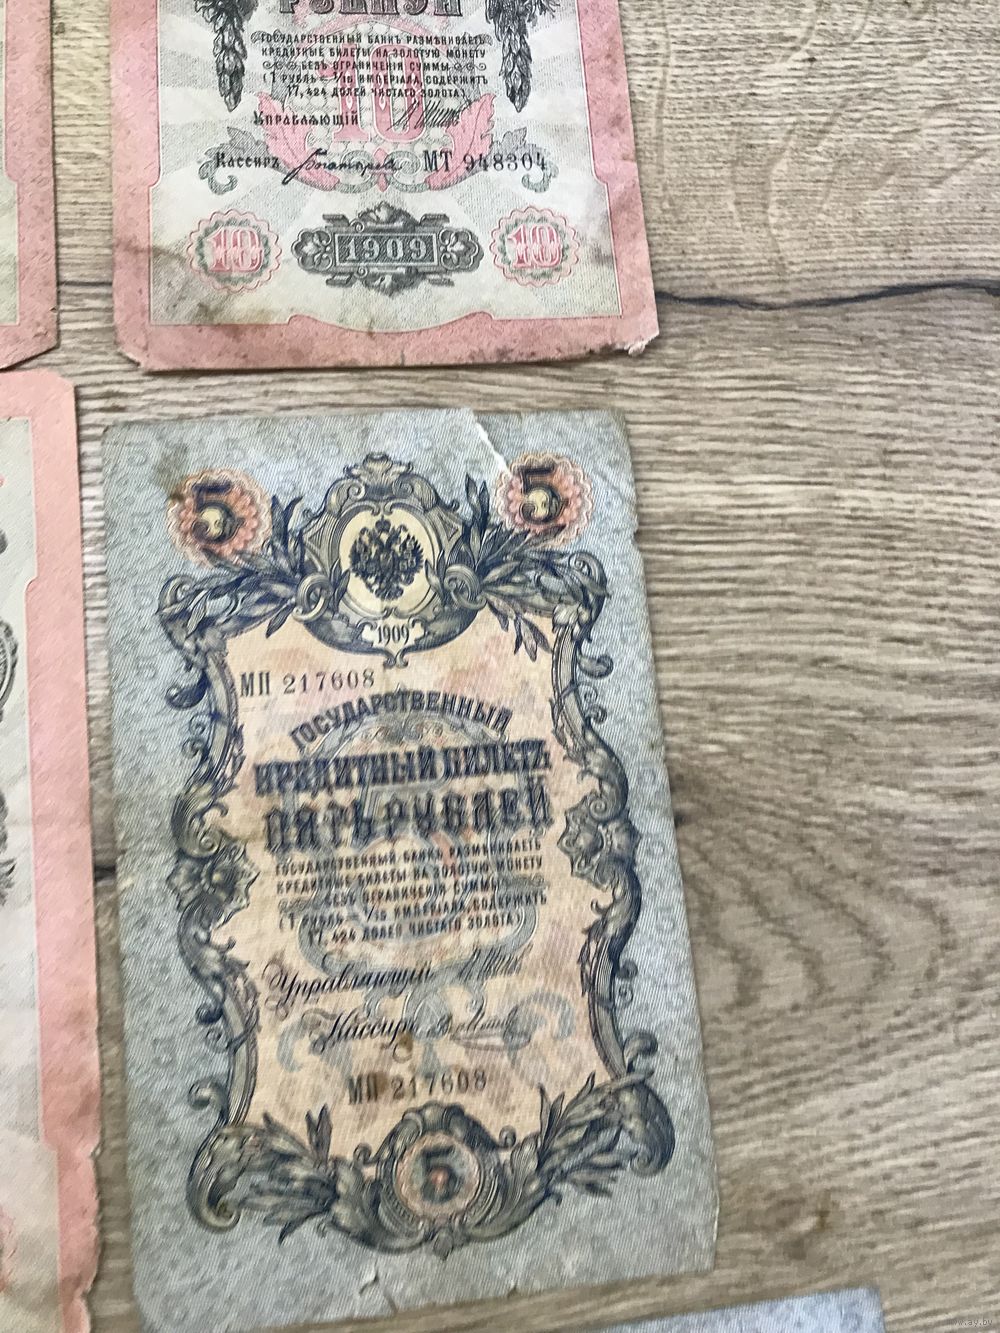 РУБЛЕЙ
ГОСУДАРСТВЕННЫЙ БАНКЪ РАЗМѢНИВАЕТЪ
КРЕДИТНЫЕ БИЛЕТЫ НА ЗОЛОТУЮ МОНЕТУ
БЕЗЪ ОГРАНИЧЕНІЯ СУММЫ
(1 РУБЛЬ = 1/15 ИМПЕРІАЛА, СОДЕРЖИТЪ
17,424 ДОЛЕЙ ЧИСТАГО ЗОЛОТА)
10
УПРАВЛЯЮЩІЙ
КАССИРЪ МТ 948304
10 1909 10
5 5
1909
МП 217608
ГОСУДАРСТВЕННЫЙ
КРЕДИТНЫЙ БИЛЕТЪ
ПЯТЬ РУБЛЕЙ
ГОСУДАРСТВЕННЫЙ БАНКЪ РАЗМѢНИВАЕТЪ
КРЕДИТНЫЕ БИЛЕТЫ НА ЗОЛОТУЮ МОНЕТУ
БЕЗЪ ОГРАНИЧЕНІЯ СУММЫ
(1 РУБЛЬ = 1/15 ИМПЕРІАЛА, СОДЕРЖИТЪ
17,424 ДОЛЕЙ ЧИСТАГО ЗОЛОТА)
Управляющій
Кассиръ
МП 217608
5